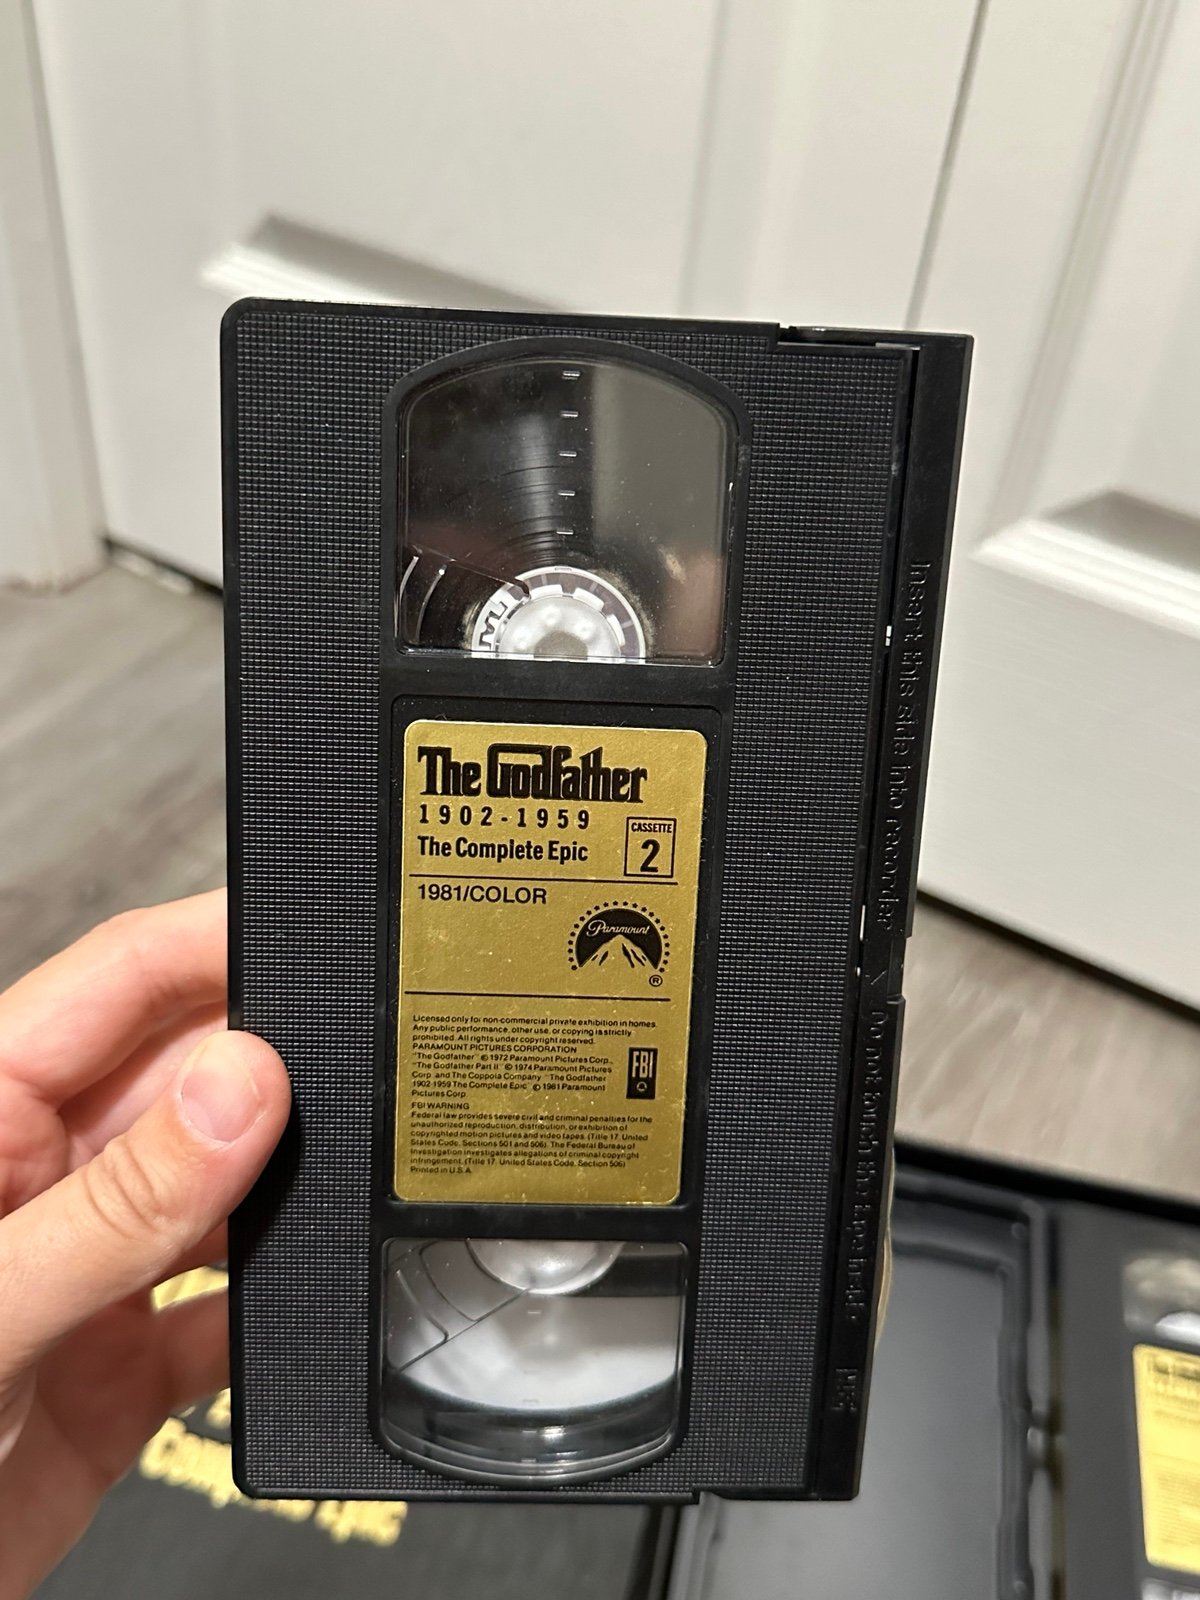 The Godfather
1902-1959
The Complete Epic
CASSETTE
2
1981/COLOR
Paramount
®
Licensed only for non-commercial private exhibition in homes.
Any public performance, other use, or copying is strictly
prohibited. All rights under copyright reserved.
PARAMOUNT PICTURES CORPORATION
"The Godfather" © 1972 Paramount Pictures Corp.,
"The Godfather Part II" © 1974 Paramount Pictures
Corp. and The Coppola Company "The Godfather
1902-1959 The Complete Epic" © 1981 Paramount
Pictures Corp
FBI
FBI WARNING
Federal law provides severe civil and criminal penalties for the
unauthorized reproduction, distribution, or exhibition of
copyrighted motion pictures and video tapes. (Title 17, United
States Code, Sections 501 and 506). The Federal Bureau of
Investigation investigates allegations of criminal copyright
infringement. (Title 17, United States Code, Section 506)
Printed in U.S.A.
Insert this side into recorder
Do not touch the tape inside
Complete Epic